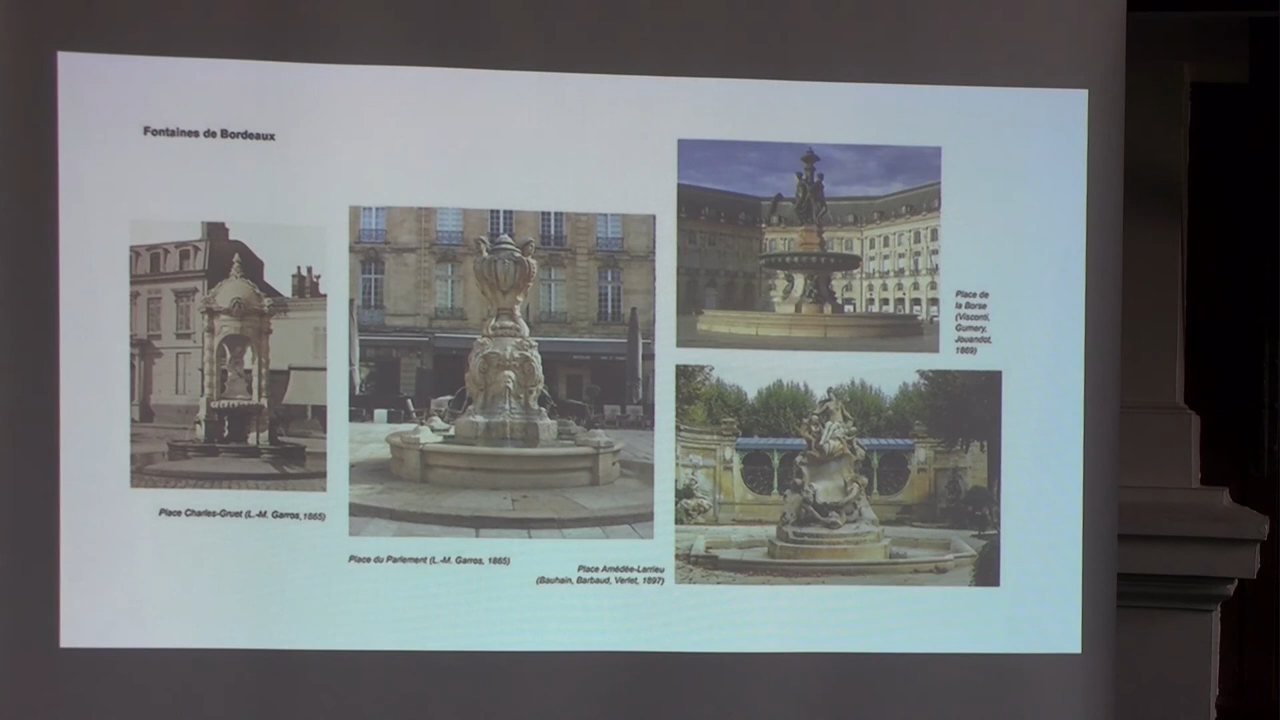 Fontaines de Bordeaux
Place Charles-Gruet (L.-M. Garros, 1865)
Place du Parlement (L.-M. Garros, 1865)
Place Amédée-Larrieu
(Bauhain, Barbaud, Verlet, 1897)
Place de
la Borse
(Visconti,
Gumery,
Jouandot,
1869)